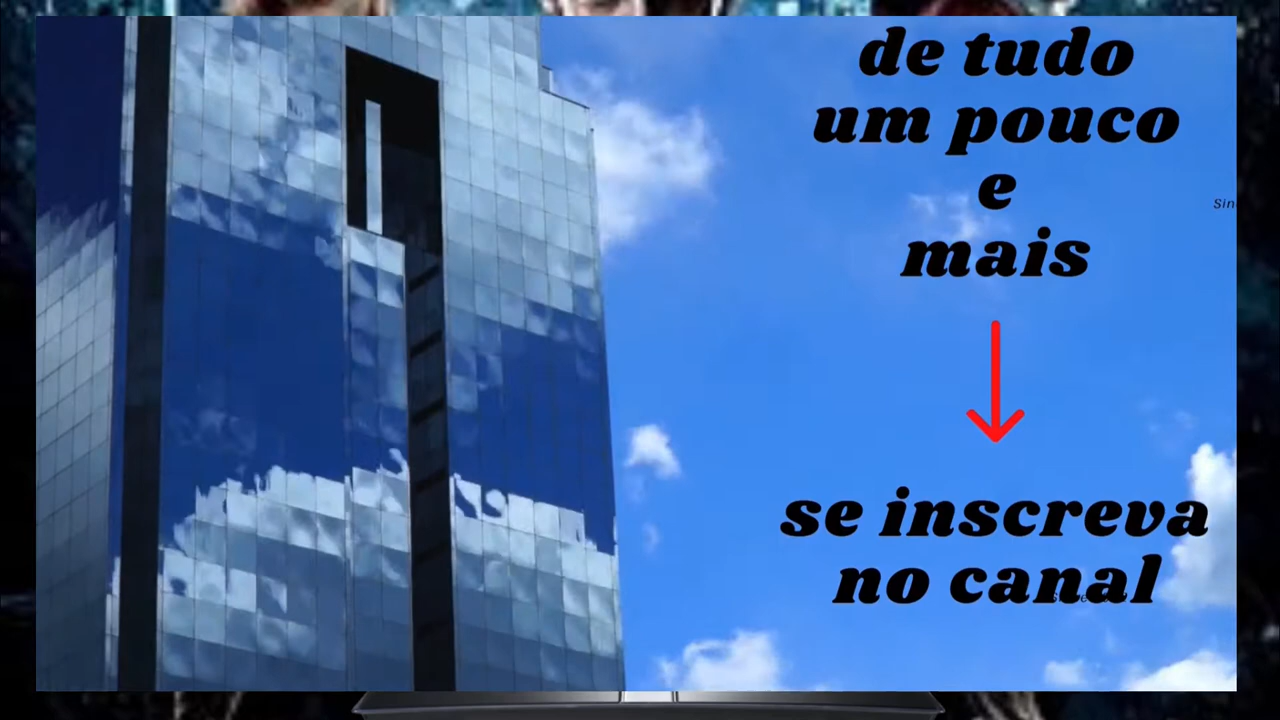 de tudo
um pouco
e
mais
se inscreva
no canal